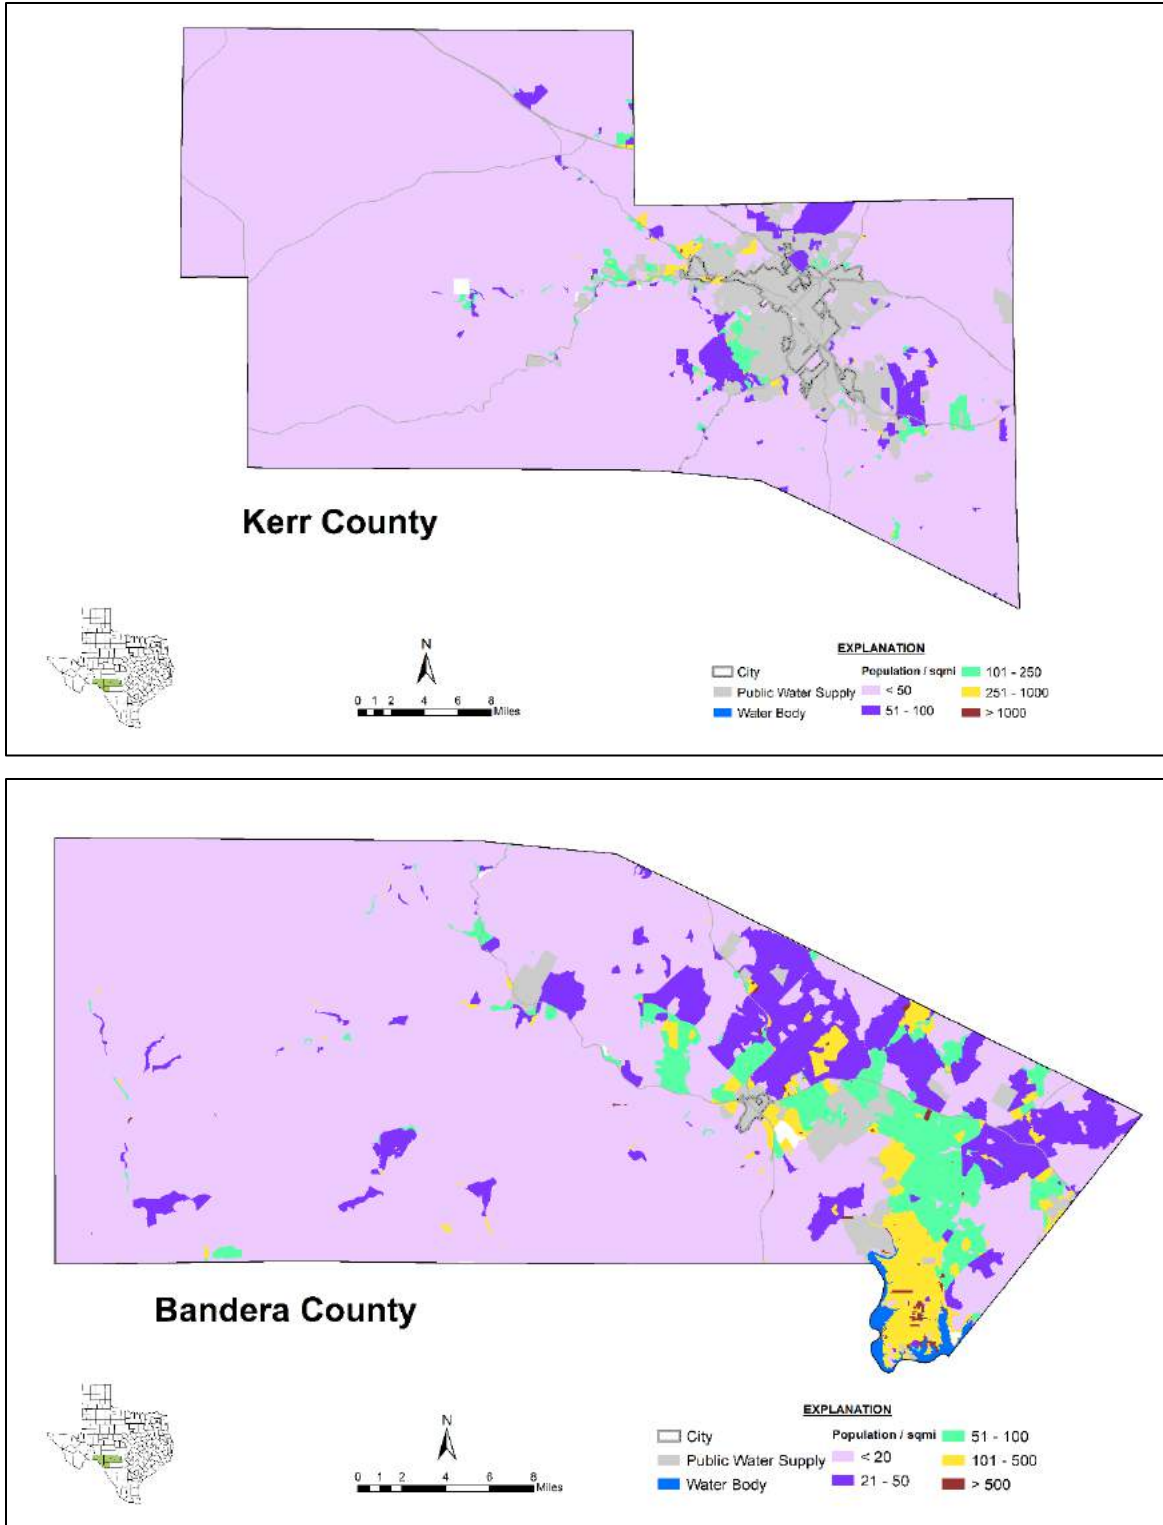 Kerr County
N
0 1 2 4 6 8
Miles
EXPLANATION
City
Public Water Supply
Water Body
Population / sqmi
< 50
51 - 100
101 - 250
251 - 1000
> 1000
Bandera County
N
0 1 2 4 6 8
Miles
EXPLANATION
City
Public Water Supply
Water Body
Population / sqmi
< 20
21 - 50
51 - 100
101 - 500
> 500